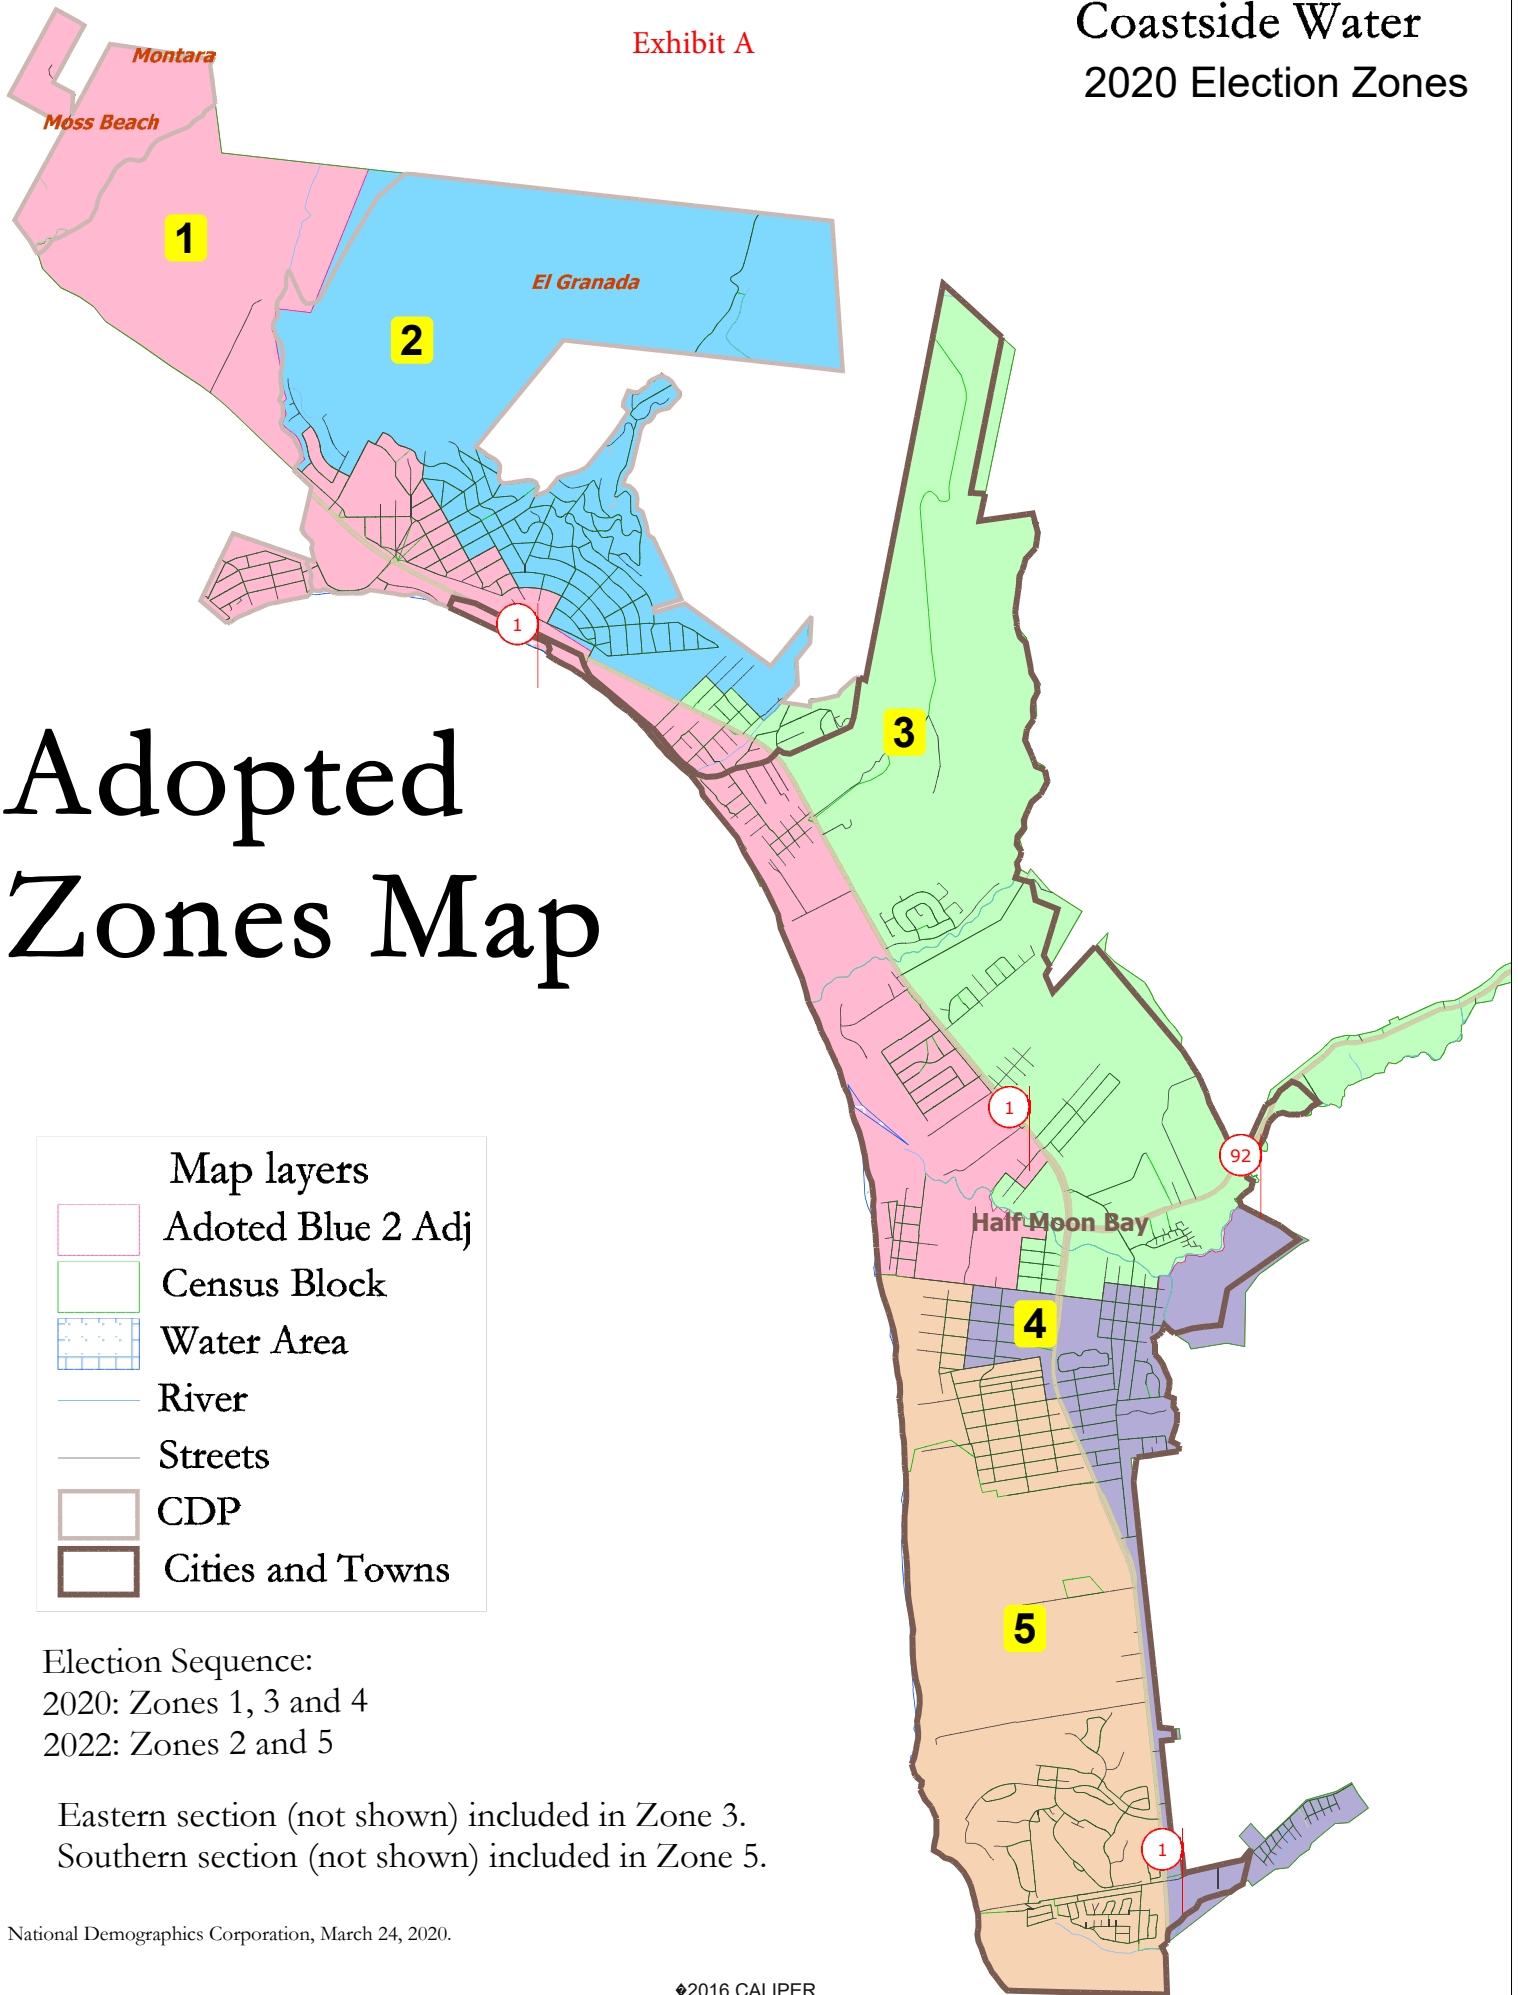 Exhibit A
Coastside Water
2020 Election Zones
Montara
Moss Beach
1
El Granada
2
1
3
Adopted
Zones Map
1
92
Half Moon Bay
4
5
1
Map layers
Adoted Blue 2 Adj
Census Block
Water Area
River
Streets
CDP
Cities and Towns
Election Sequence:
2020: Zones 1, 3 and 4
2022: Zones 2 and 5
Eastern section (not shown) included in Zone 3.
Southern section (not shown) included in Zone 5.
National Demographics Corporation, March 24, 2020.
�2016 CALIPER